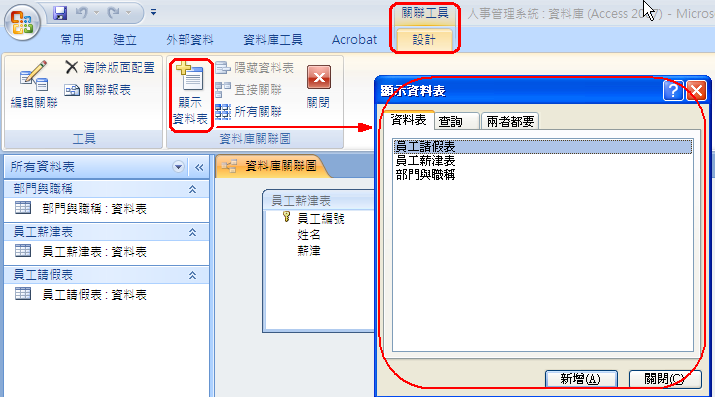 關聯工具
人事管理系統 : 資料庫 (Access 2007) - Micros
常用 建立 外部資料 資料庫工具 Acrobat 設計
編輯關聯
清除版面配置
關聯報表
工具
顯示
資料表
隱藏資料表
直接關聯
所有關聯
關閉
資料庫關聯圖
所有資料表
部門與職稱
部門與職稱 : 資料表
員工薪津表
員工薪津表 : 資料表
員工請假表
員工請假表 : 資料表
資料庫關聯圖
員工薪津表
員工編號
姓名
薪津
顯示資料表
資料表 查詢 兩者都要
員工請假表
員工薪津表
部門與職稱
新增(A) 關閉(C)